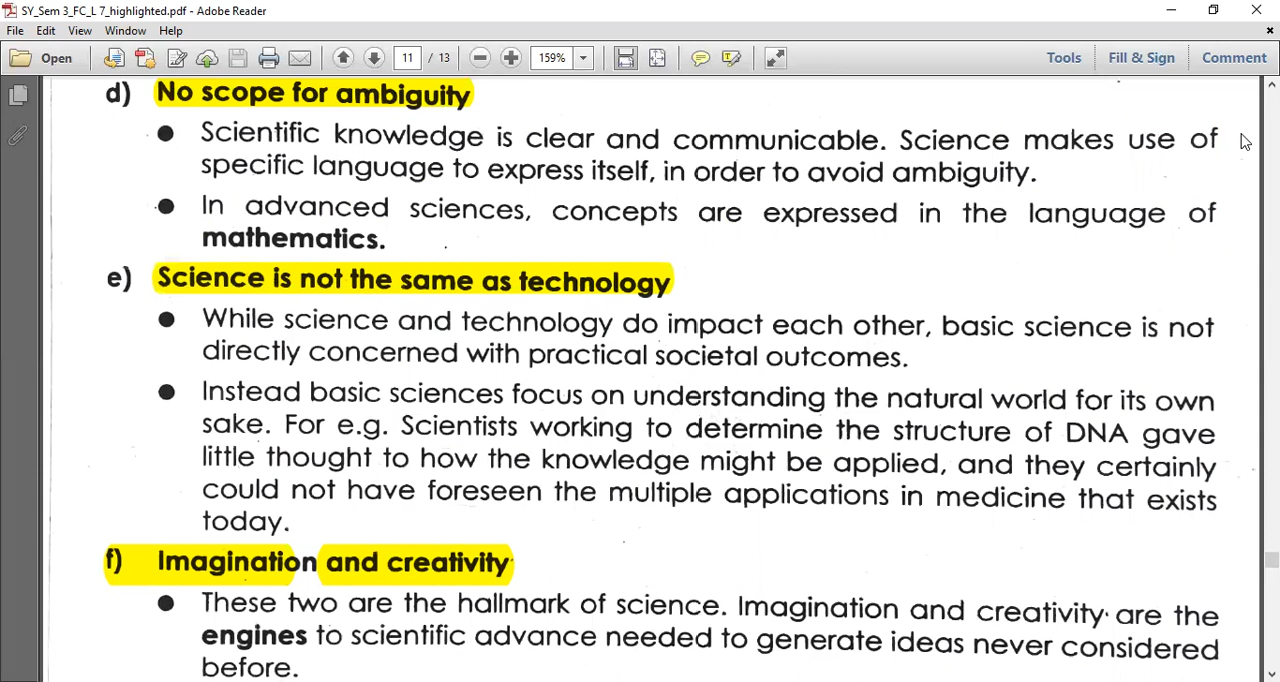 SY_Sem 3_FC_L 7_highlighted.pdf - Adobe Reader
File Edit View Window Help
Open 11 / 13 159% Tools Fill & Sign Comment
d) No scope for ambiguity
● Scientific knowledge is clear and communicable. Science makes use of
specific language to express itself, in order to avoid ambiguity.
● In advanced sciences, concepts are expressed in the language of
mathematics.
e) Science is not the same as technology
● While science and technology do impact each other, basic science is not
directly concerned with practical societal outcomes.
● Instead basic sciences focus on understanding the natural world for its own
sake. For e.g. Scientists working to determine the structure of DNA gave
little thought to how the knowledge might be applied, and they certainly
could not have foreseen the multiple applications in medicine that exists
today.
f) Imagination and creativity
● These two are the hallmark of science. Imagination and creativity are the
engines to scientific advance needed to generate ideas never considered
before.